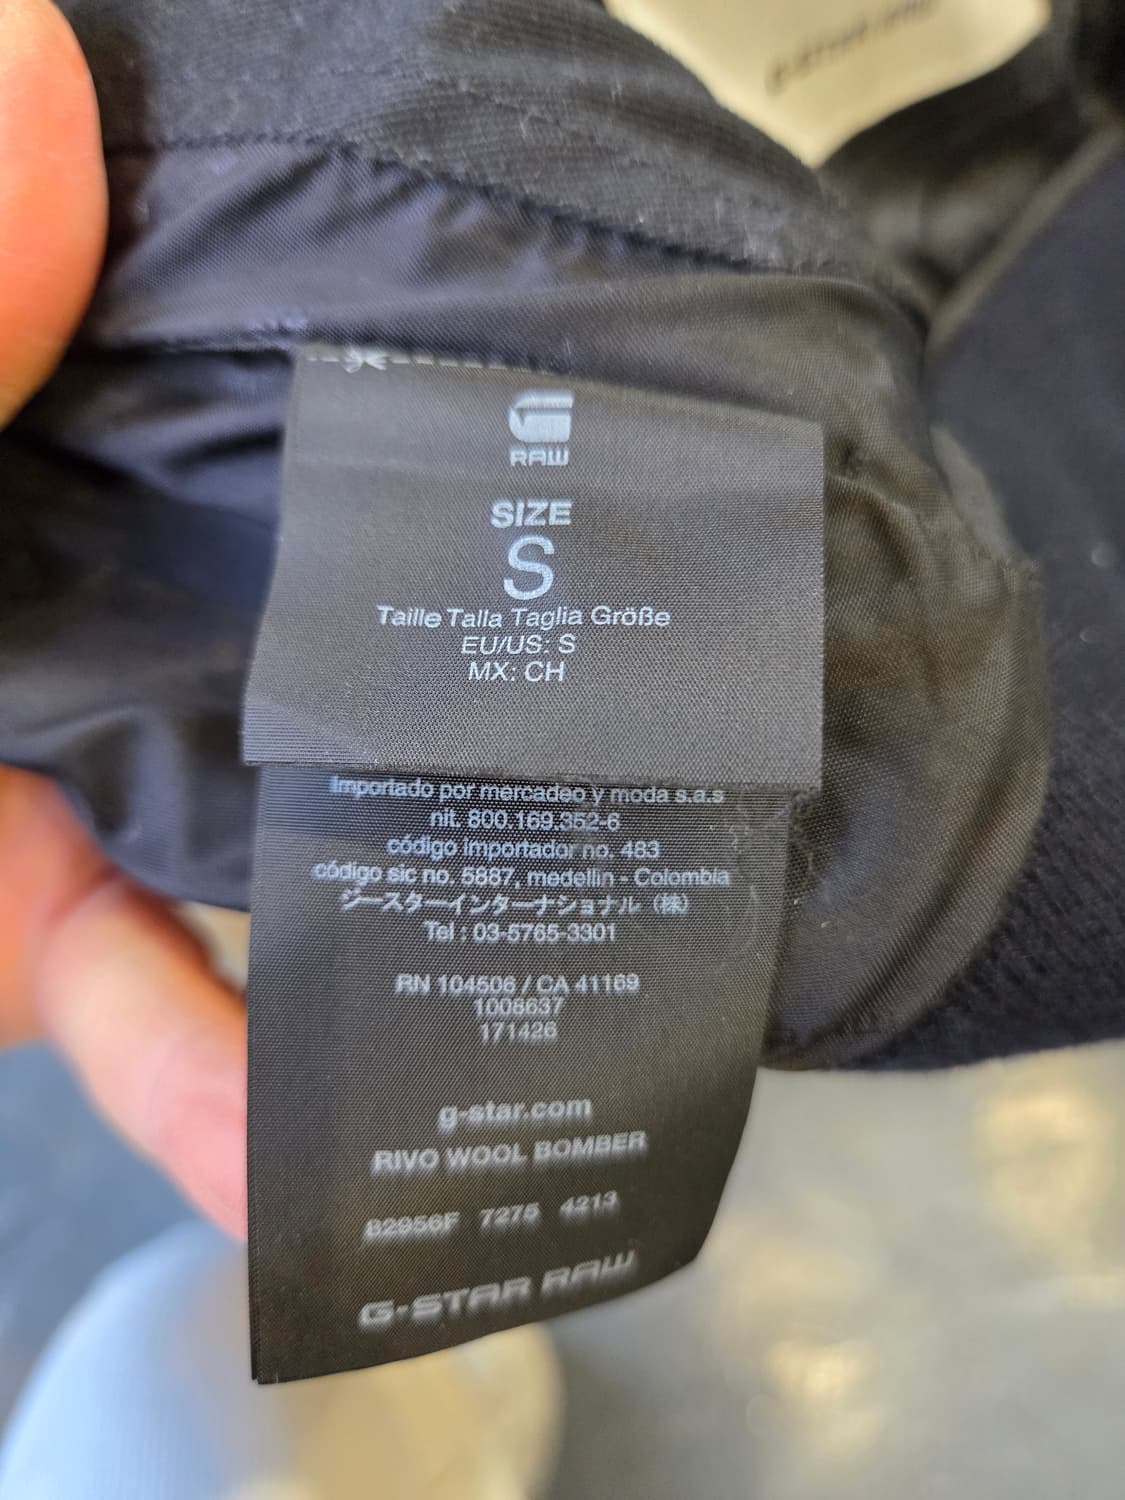 RAW
SIZE
S
Taille Talla Taglia Größe
EU/US: S
MX: CH
importado por mercadeo y moda s.a.s
nit. 800.169.352-6
código importador no. 483
código sic no. 5887, medellin - Colombia
ジースターインターナショナル（株）
Tel : 03-5765-3301
RN 104506 / CA 41169
1008637
171426
g-star.com
RIVO WOOL BOMBER
82956F 7275 4213
G-STAR RAW